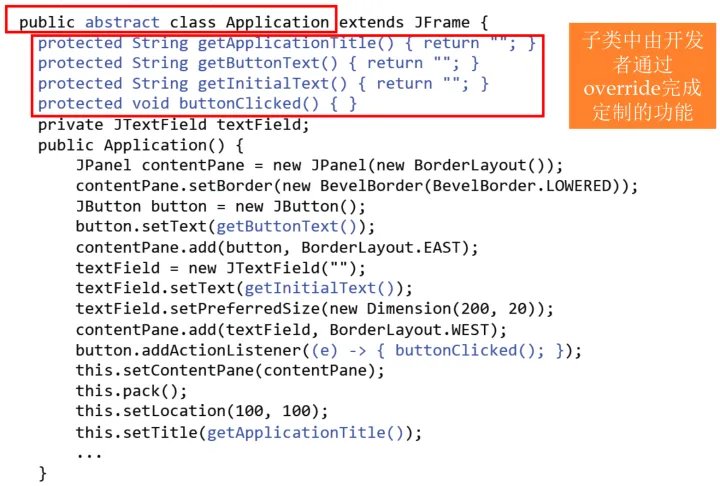 public abstract class Application extends JFrame {
protected String getApplicationTitle() { return ""; }
protected String getButtonText() { return ""; }
protected String getInitialText() { return ""; }
protected void buttonClicked() { }
private JTextField textField;
public Application() {
JPanel contentPane = new JPanel(new BorderLayout());
contentPane.setBorder(new BevelBorder(BevelBorder.LOWERED));
JButton button = new JButton();
button.setText(getButtonText());
contentPane.add(button, BorderLayout.EAST);
textField = new JTextField("");
textField.setText(getInitialText());
textField.setPreferredSize(new Dimension(200, 20));
contentPane.add(textField, BorderLayout.WEST);
button.addActionListener((e) -> { buttonClicked(); });
this.setContentPane(contentPane);
this.pack();
this.setLocation(100, 100);
this.setTitle(getApplicationTitle());
...
}
子类中由开发
者通过
override完成
定制的功能